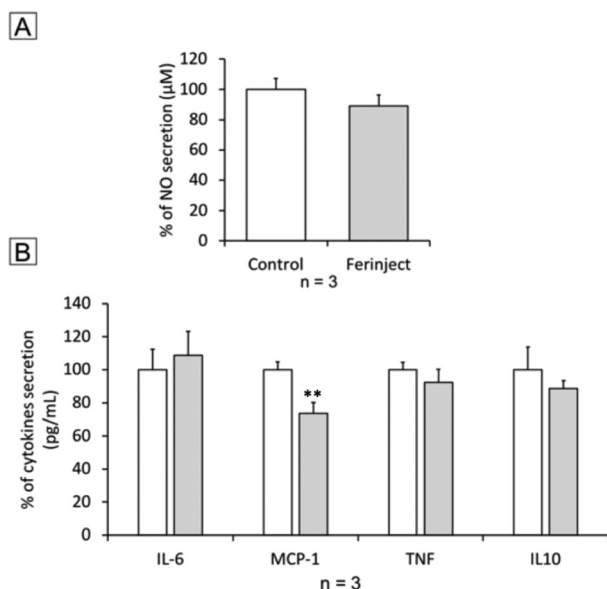 A
% of NO secretion (µM)
120
100
80
60
40
20
0
Control Ferinject
n = 3
B
% of cytokines secretion
(pg/mL)
140
120
100
80
60
40
20
0
**
IL-6 MCP-1 TNF IL10
n = 3